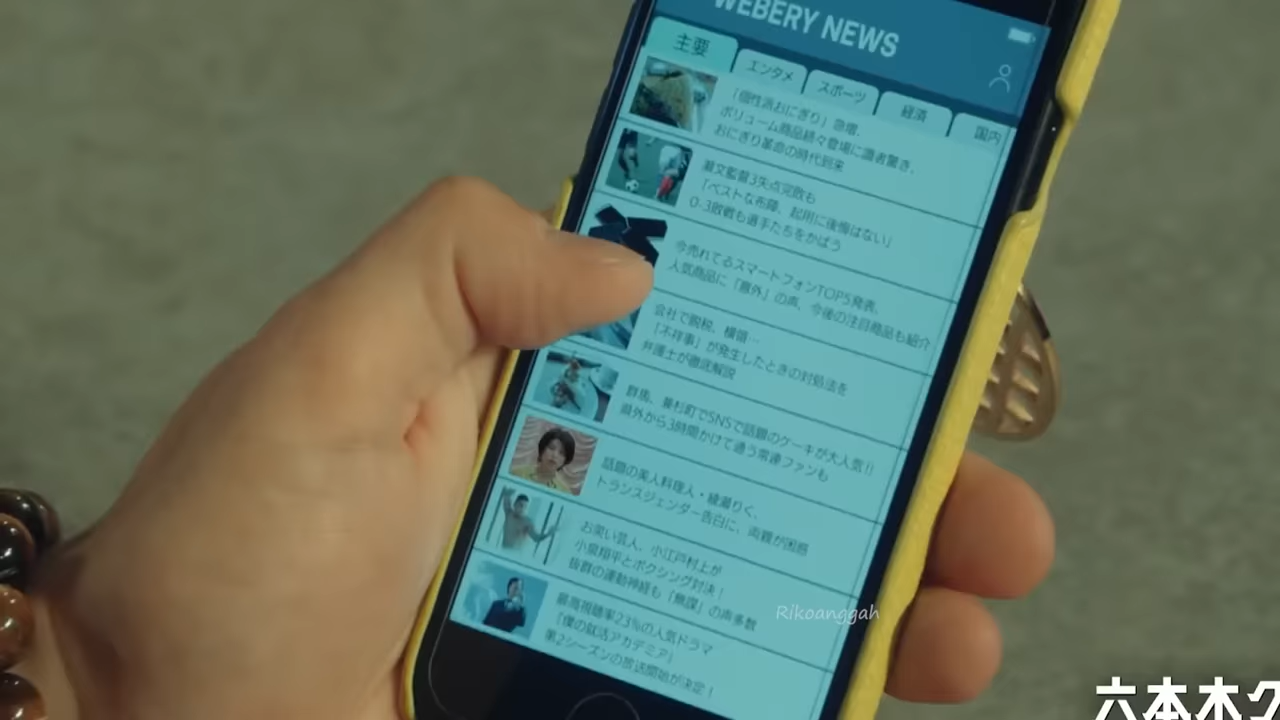 WEBERY NEWS
主要
エンタメ
スポーツ
経済
国内
「個性派おにぎり」急増、
ボリューム商品続々登場に識者驚き、
おにぎり革命の時代到来
瀬文監督3失点完敗も
「ベストな布陣、起用に後悔はない」
0-3敗戦も選手たちをかばう
今売れてるスマートフォンTOP5発表、
人気商品に「意外」の声、今後の注目商品も紹介
会社で脱税、横領…
「不祥事」が発生したときの対処法を
弁護士が徹底解説
群馬、養杉町でSNSで話題のケーキが大人気!!
県外から3時間かけて通う常連ファンも
話題の美人料理人・綾瀬りく、
トランスジェンダー告白に、両親が困惑
お笑い芸人、小江戸村上が
小泉翔平とボクシング対決！
抜群の運動神経も「無謀」の声多数
最高視聴率23%の人気ドラマ
「僕の就活アカデミア」
第2シーズンの放送開始が決定！
Rikoanggah
六本木